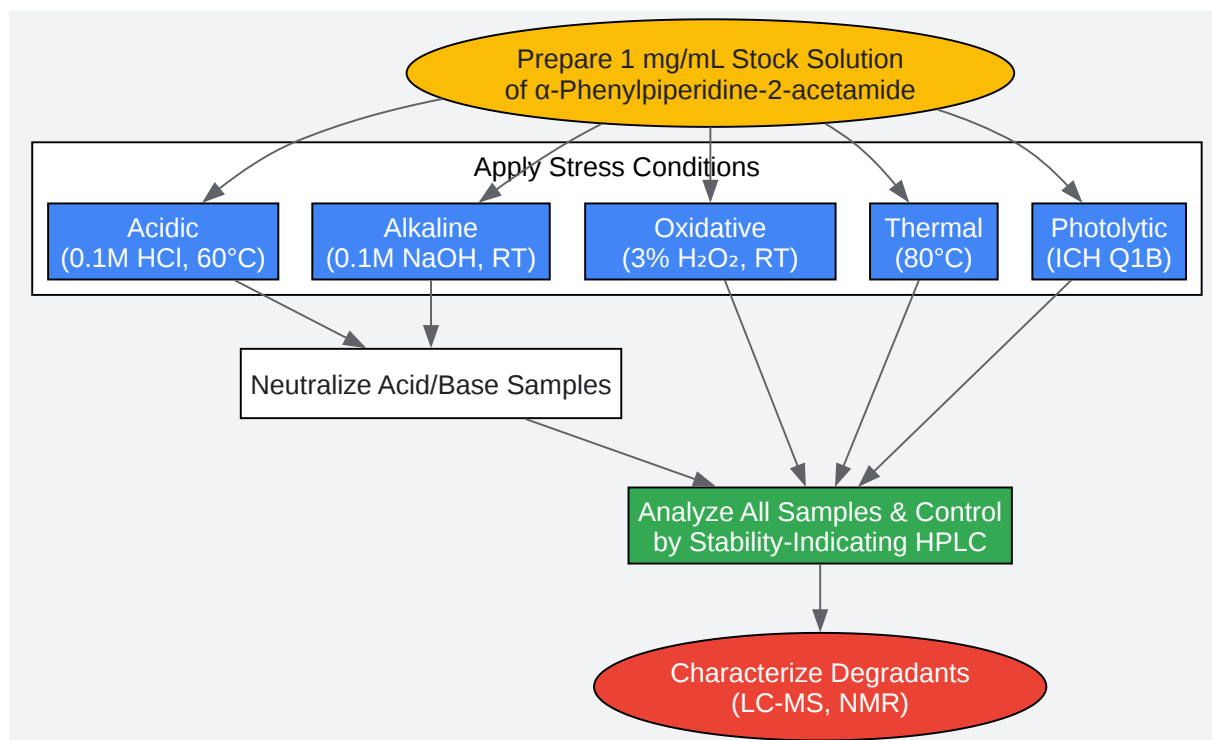 Prepare 1 mg/mL Stock Solution
of α-Phenylpiperidine-2-acetamide
Apply Stress Conditions
Acidic
(0.1M HCl, 60°C)
Alkaline
(0.1M NaOH, RT)
Oxidative
(3% H₂O₂, RT)
Thermal
(80°C)
Photolytic
(ICH Q1B)
Neutralize Acid/Base Samples
Analyze All Samples & Control
by Stability-Indicating HPLC
Characterize Degradants
(LC-MS, NMR)